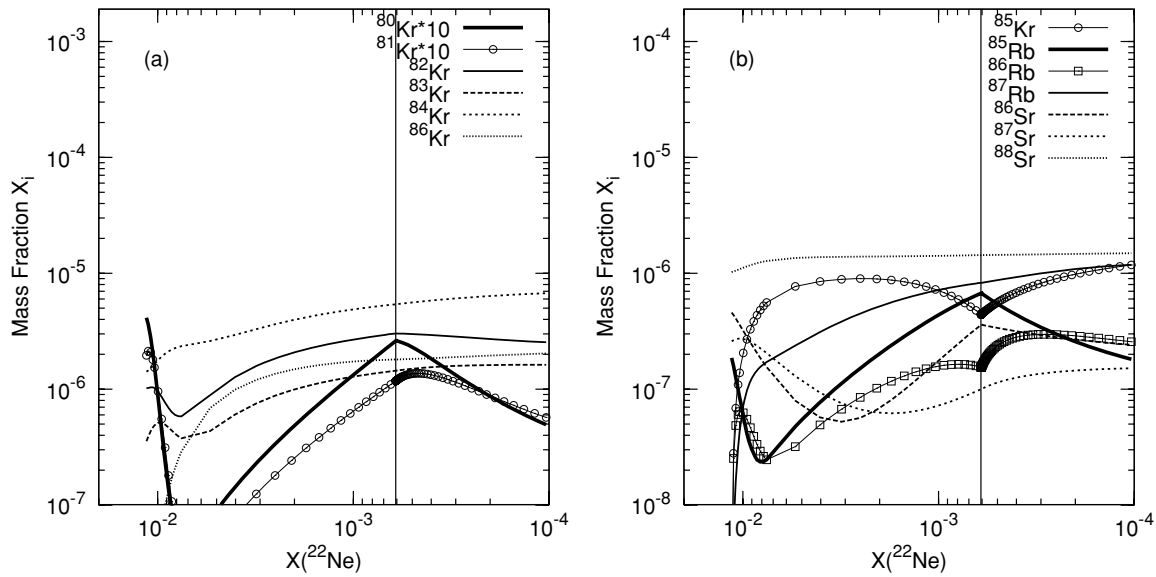 (a)
⁸⁰Kr*10
⁸¹Kr*10
⁸²Kr
⁸³Kr
⁸⁴Kr
⁸⁶Kr
10⁻³
10⁻⁴
10⁻⁵
10⁻⁶
10⁻⁷
Mass Fraction Xᵢ
10⁻² 10⁻³ 10⁻⁴
X(²²Ne)
(b)
⁸⁵Kr
⁸⁵Rb
⁸⁶Rb
⁸⁷Rb
⁸⁶Sr
⁸⁷Sr
⁸⁸Sr
10⁻⁴
10⁻⁵
10⁻⁶
10⁻⁷
10⁻⁸
Mass Fraction Xᵢ
10⁻² 10⁻³ 10⁻⁴
X(²²Ne)